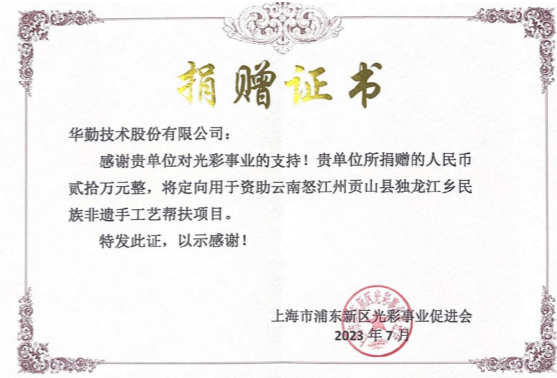 捐赠证书
华勤技术股份有限公司：
感谢贵单位对光彩事业的支持！贵单位所捐赠的人民币
贰拾万元整，将定向用于资助云南怒江州贡山县独龙江乡民
族非遗手工艺帮扶项目。
特发此证，以示感谢！
上海市浦东新区光彩事业促进会
2023 年 7 月